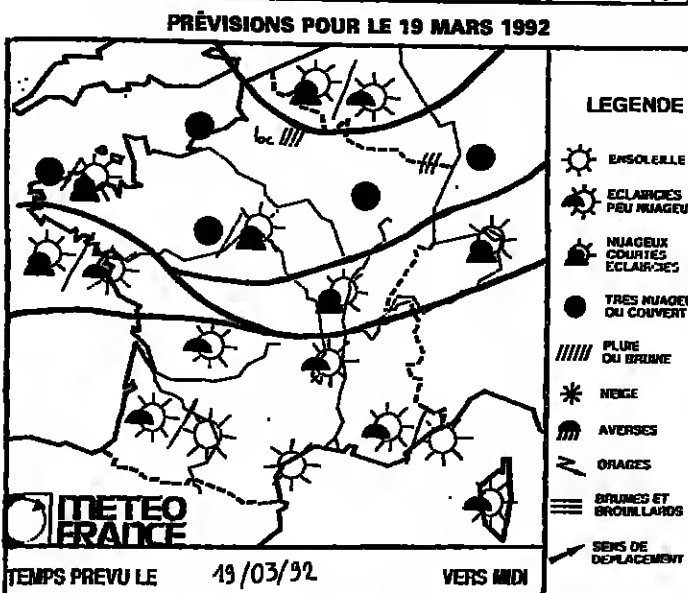 PRÉVISIONS POUR LE 19 MARS 1992
loc
LEGENDE
ENSOLEILLE
ECLAIRCIES
PEU NUAGEU
NUAGEUX
COURTES
ECLAIRCIES
TRES NUAGEU
OU COUVERT
PLUIE
OU BRUINE
NEIGE
AVERSES
ORAGES
BRUMES ET
BROUILLARDS
SENS DE
DEPLACEMENT
METEO
FRANCE
TEMPS PREVU LE 19/03/92 VERS MIDI